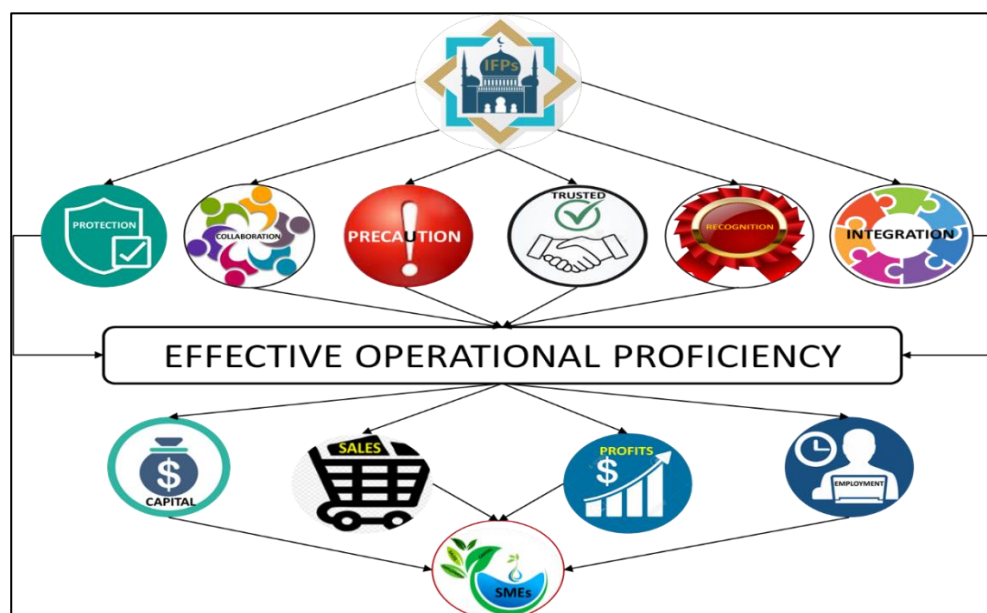 IFPs
PROTECTION
COLLABORATION
PRECAUTION
TRUSTED
RECOGNITION
INTEGRATION
EFFECTIVE OPERATIONAL PROFICIENCY
$
CAPITAL
SALES
PROFITS
$
EMPLOYMENT
SMEs